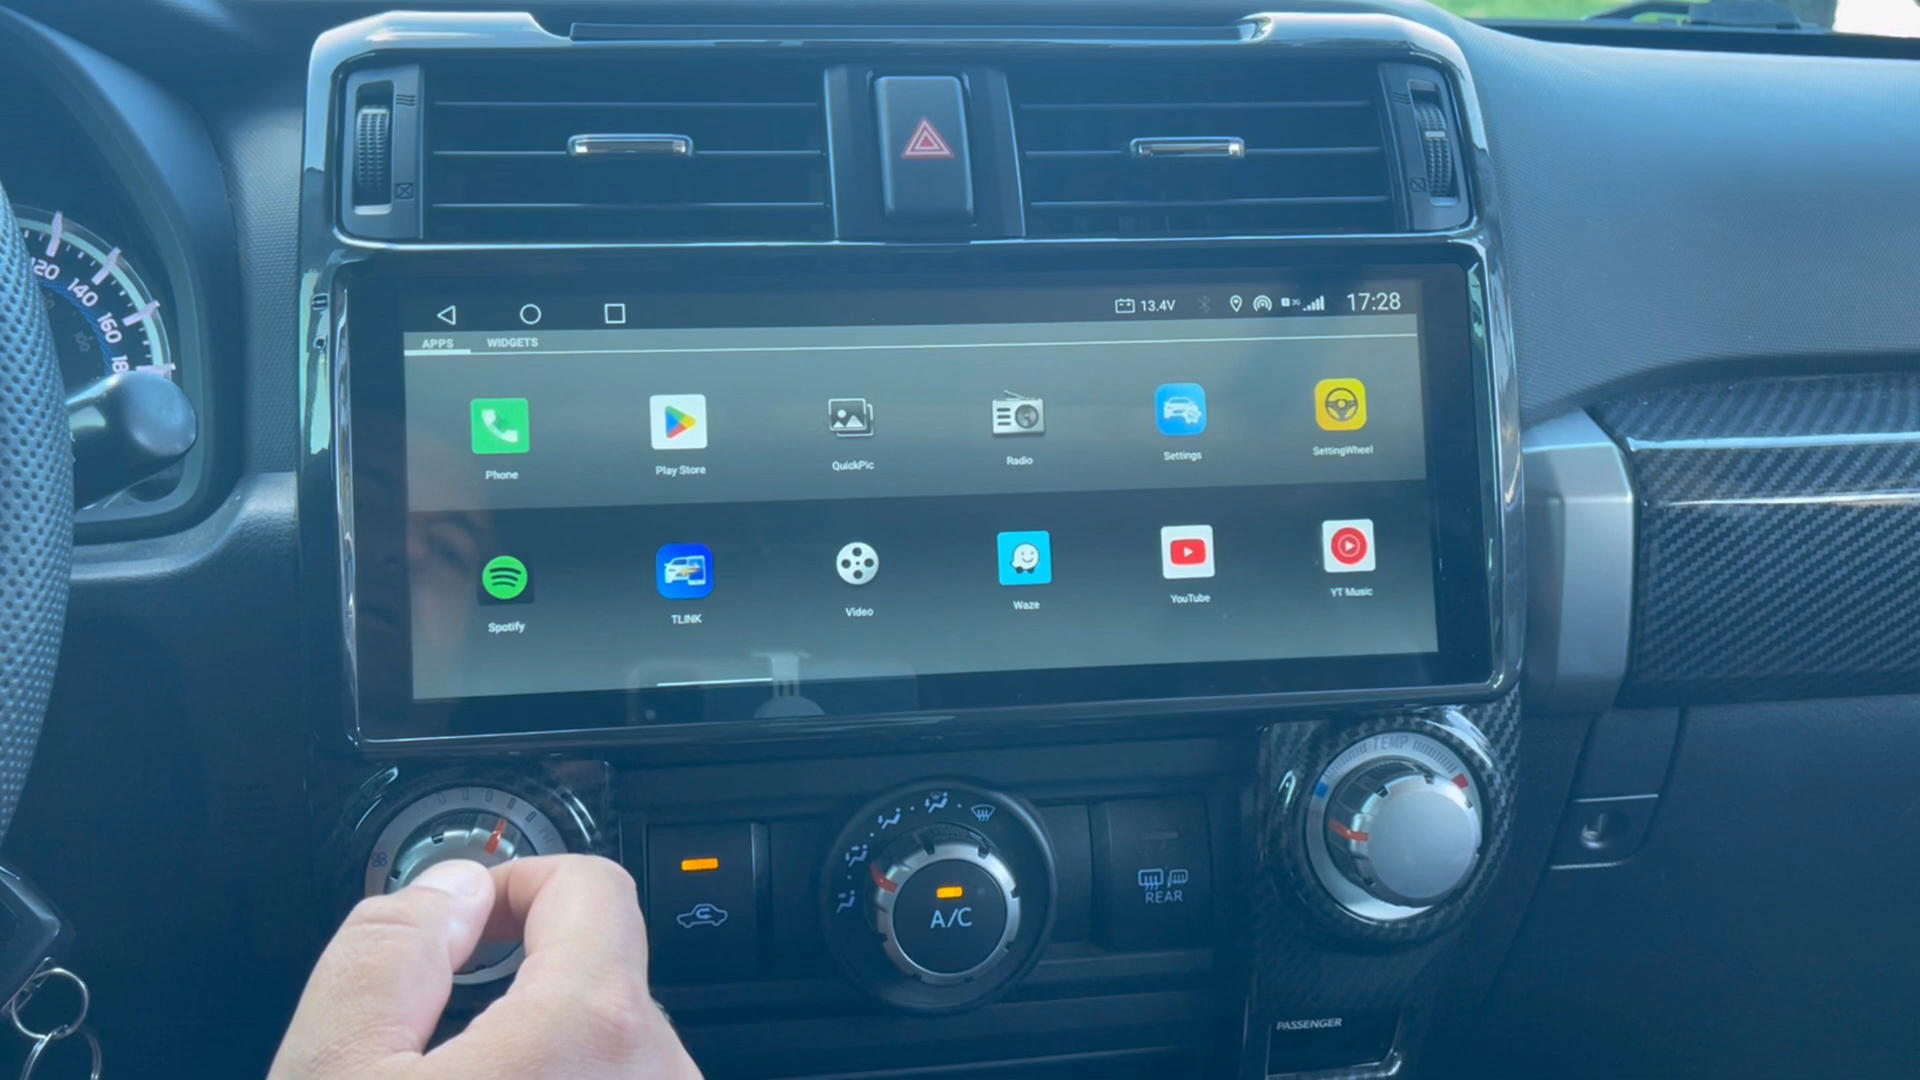 120
140
160
13.4V
3G
17:28
APPS WIDGETS
Phone
Play Store
QuickPic
Radio
Settings
SettingWheel
Spotify
TLINK
Video
Waze
YouTube
YT Music
TEMP
A/C
REAR
PASSENGER